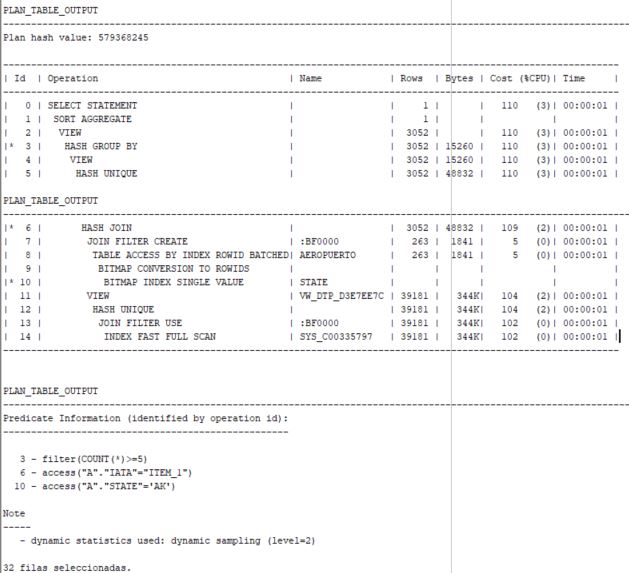 PLAN_TABLE_OUTPUT
--------------------------------------------------------------------------------
Plan hash value: 579368245

--------------------------------------------------------------------------------
| Id  | Operation                              | Name            | Rows  | Bytes | Cost (%CPU)| Time     |
--------------------------------------------------------------------------------
|   0 | SELECT STATEMENT                       |                 |     1 |       |   110   (3)| 00:00:01 |
|   1 |  SORT AGGREGATE                        |                 |     1 |       |            |          |
|   2 |   VIEW                                 |                 |  3052 |       |   110   (3)| 00:00:01 |
|*  3 |    HASH GROUP BY                       |                 |  3052 | 15260 |   110   (3)| 00:00:01 |
|   4 |     VIEW                               |                 |  3052 | 15260 |   110   (3)| 00:00:01 |
|   5 |      HASH UNIQUE                       |                 |  3052 | 48832 |   110   (3)| 00:00:01 |

PLAN_TABLE_OUTPUT
--------------------------------------------------------------------------------
|*  6 |       HASH JOIN                        |                 |  3052 | 48832 |   109   (2)| 00:00:01 |
|   7 |        JOIN FILTER CREATE              | :BF0000         |   263 |  1841 |     5   (0)| 00:00:01 |
|   8 |         TABLE ACCESS BY INDEX ROWID BATCHED| AEROPUERTO      |   263 |  1841 |     5   (0)| 00:00:01 |
|   9 |          BITMAP CONVERSION TO ROWIDS   |                 |       |       |            |          |
|* 10 |           BITMAP INDEX SINGLE VALUE    | STATE           |       |       |            |          |
|  11 |        VIEW                            | VW_DTP_D3E7EE7C | 39181 |   344K|   104   (2)| 00:00:01 |
|  12 |         HASH UNIQUE                    |                 | 39181 |   344K|   104   (2)| 00:00:01 |
|  13 |          JOIN FILTER USE               | :BF0000         | 39181 |   344K|   102   (0)| 00:00:01 |
|  14 |           INDEX FAST FULL SCAN         | SYS_C00335797   | 39181 |   344K|   102   (0)| 00:00:01 |
--------------------------------------------------------------------------------

PLAN_TABLE_OUTPUT
--------------------------------------------------------------------------------
Predicate Information (identified by operation id):
---------------------------------------------------

   3 - filter(COUNT(*)>=5)
   6 - access("A"."IATA"="ITEM_1")
  10 - access("A"."STATE"='AK')

Note
-----
   - dynamic statistics used: dynamic sampling (level=2)

32 filas seleccionadas.